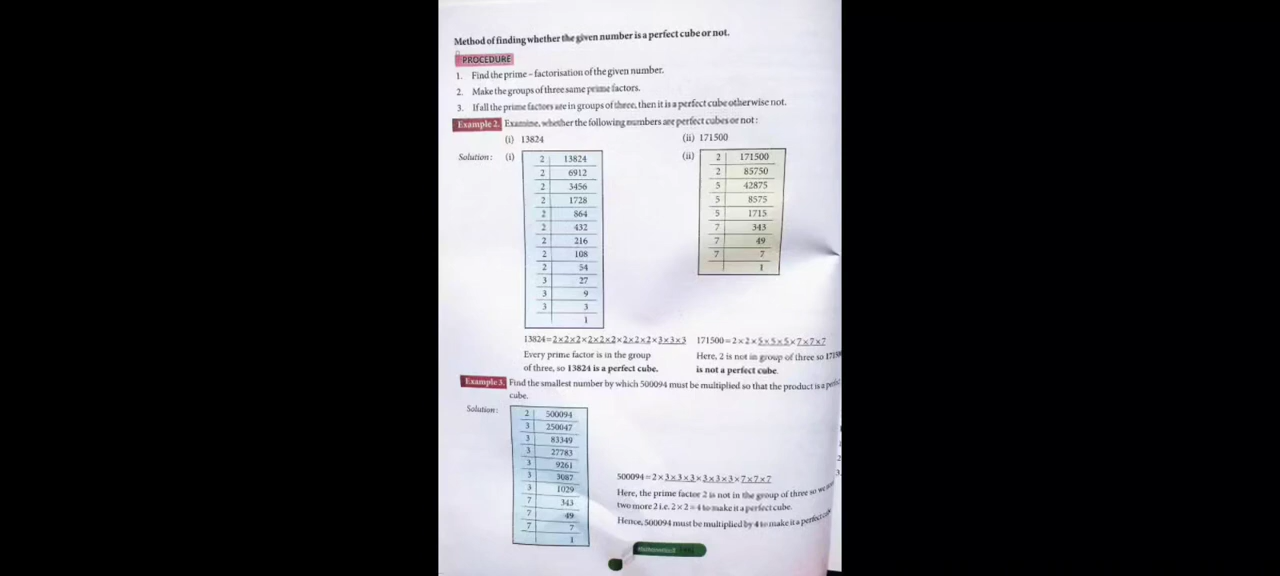 Method of finding whether the given number is a perfect cube or not.
PROCEDURE
1. Find the prime – factorisation of the given number.
2. Make the groups of three same prime factors.
3. If all the prime factors are in groups of three, then it is a perfect cube otherwise not.
Example 2. Examine, whether the following numbers are perfect cubes or not :
(i) 13824 (ii) 171500
Solution : (i)
2 13824
2 6912
2 3456
2 1728
2 864
2 432
2 216
2 108
2 54
3 27
3 9
3 3
1
(ii)
2 171500
2 85750
5 42875
5 8575
5 1715
7 343
7 49
7 7
1
13824=2×2×2×2×2×2×2×2×2×3×3×3
Every prime factor is in the group
of three, so 13824 is a perfect cube.
171500=2×2×5×5×5×7×7×7
Here, 2 is not in group of three so
is not a perfect cube.
Example 3. Find the smallest number by which 500094 must be multiplied so that the product is a perfect
cube.
Solution :
2 500094
3 250047
3 83349
3 27783
3 9261
3 3087
3 1029
7 343
7 49
7 7
1
500094=2×3×3×3×3×3×3×7×7×7
Here, the prime factor 2 is not in the group of three so we
two more 2 i.e. 2×2=4 to make it a perfect cube.
Hence, 500094 must be multiplied by 4 to make it a perfect